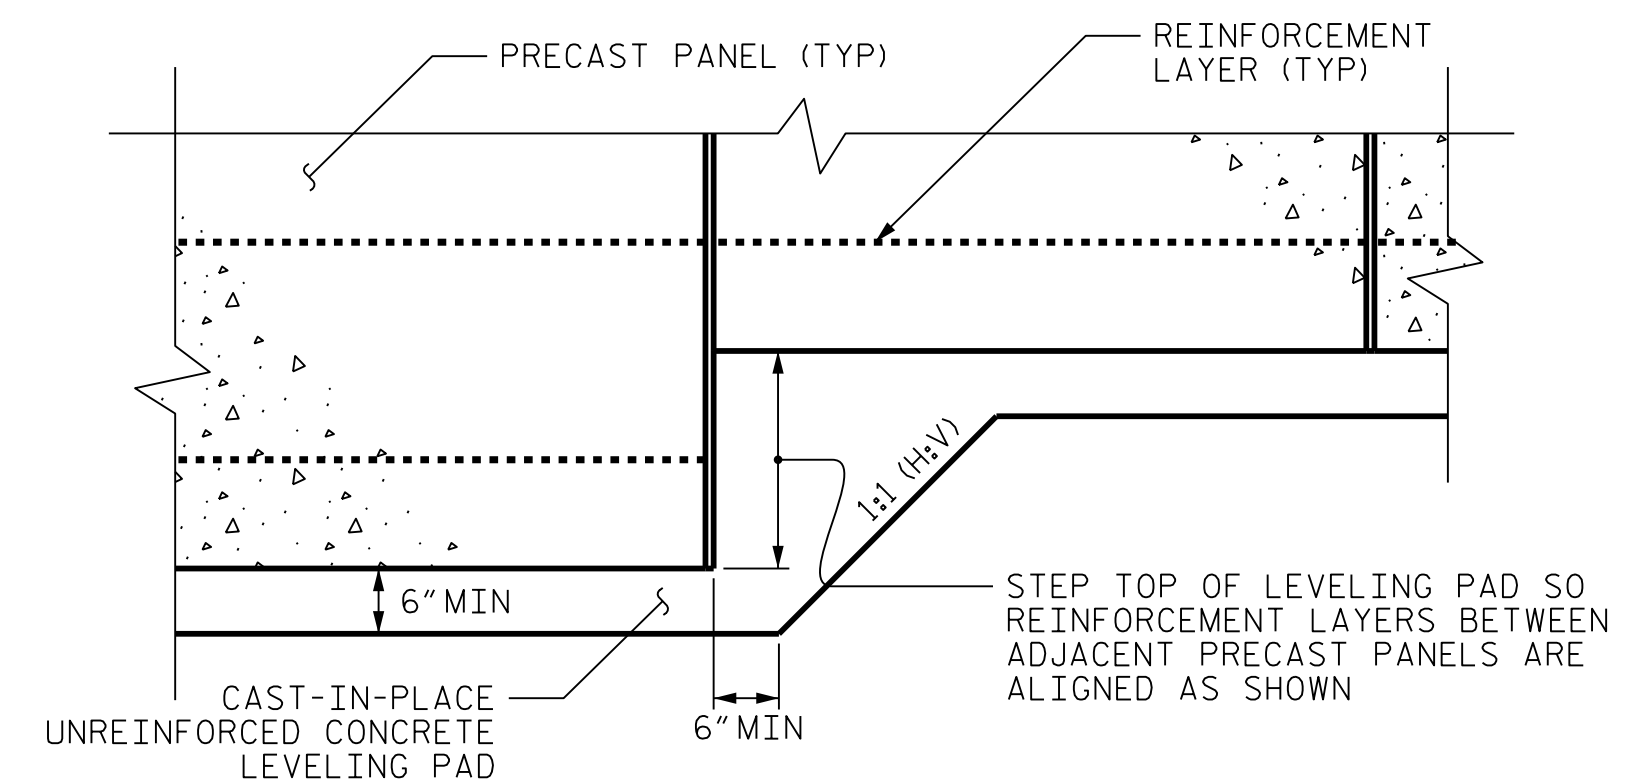 PRECAST PANEL (TYP)
REINFORCEMENT
LAYER (TYP)
1:1 (H:V)
6"MIN
STEP TOP OF LEVELING PAD SO
REINFORCEMENT LAYERS BETWEEN
ADJACENT PRECAST PANELS ARE
ALIGNED AS SHOWN
CAST-IN-PLACE
UNREINFORCED CONCRETE
LEVELING PAD
6"MIN